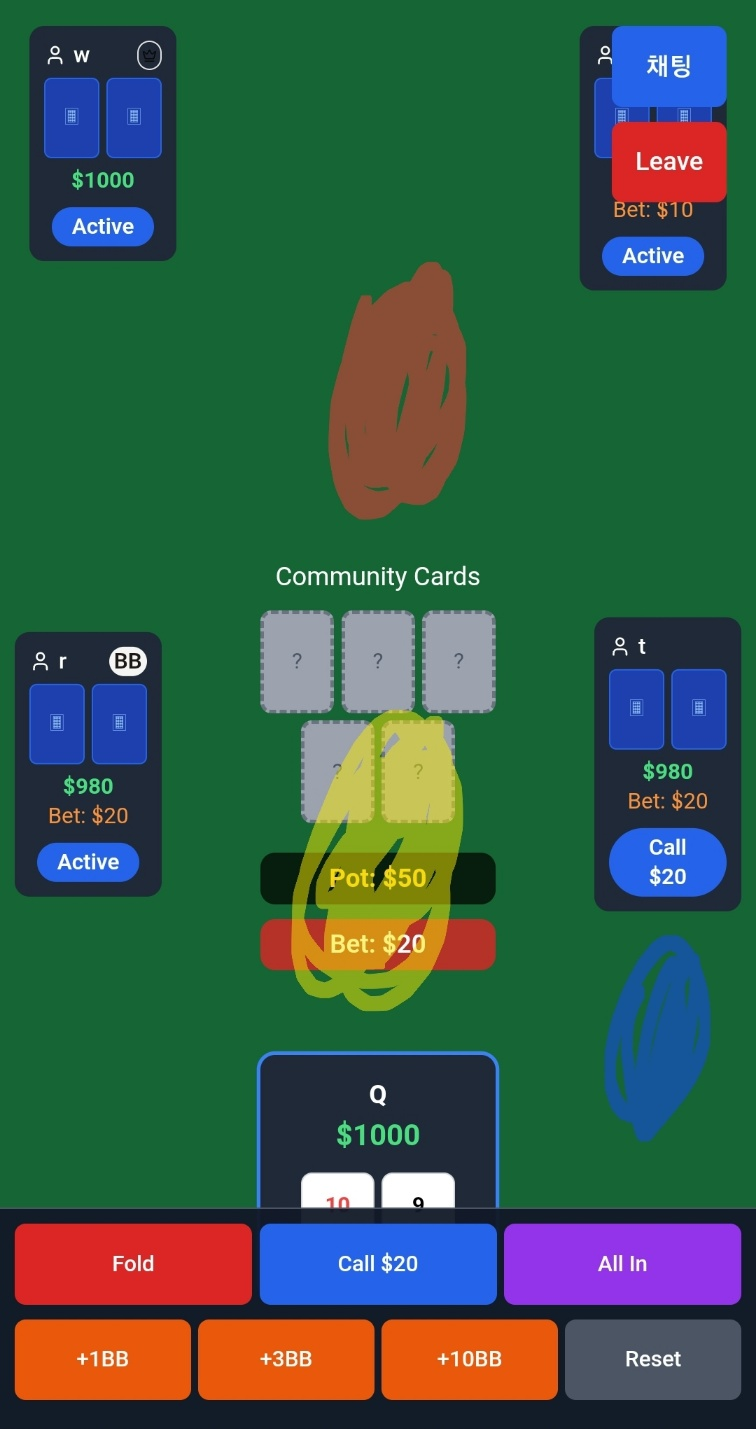 w
채팅
$1000
Leave
Bet: $10
Active
Active
Community Cards
r BB
? ? ?
t
? ?
$980
Bet: $20
Active
$980
Bet: $20
Call
$20
Pot: $50
Bet: $20
Q
$1000
10 9
Fold Call $20 All In
+1BB +3BB +10BB Reset